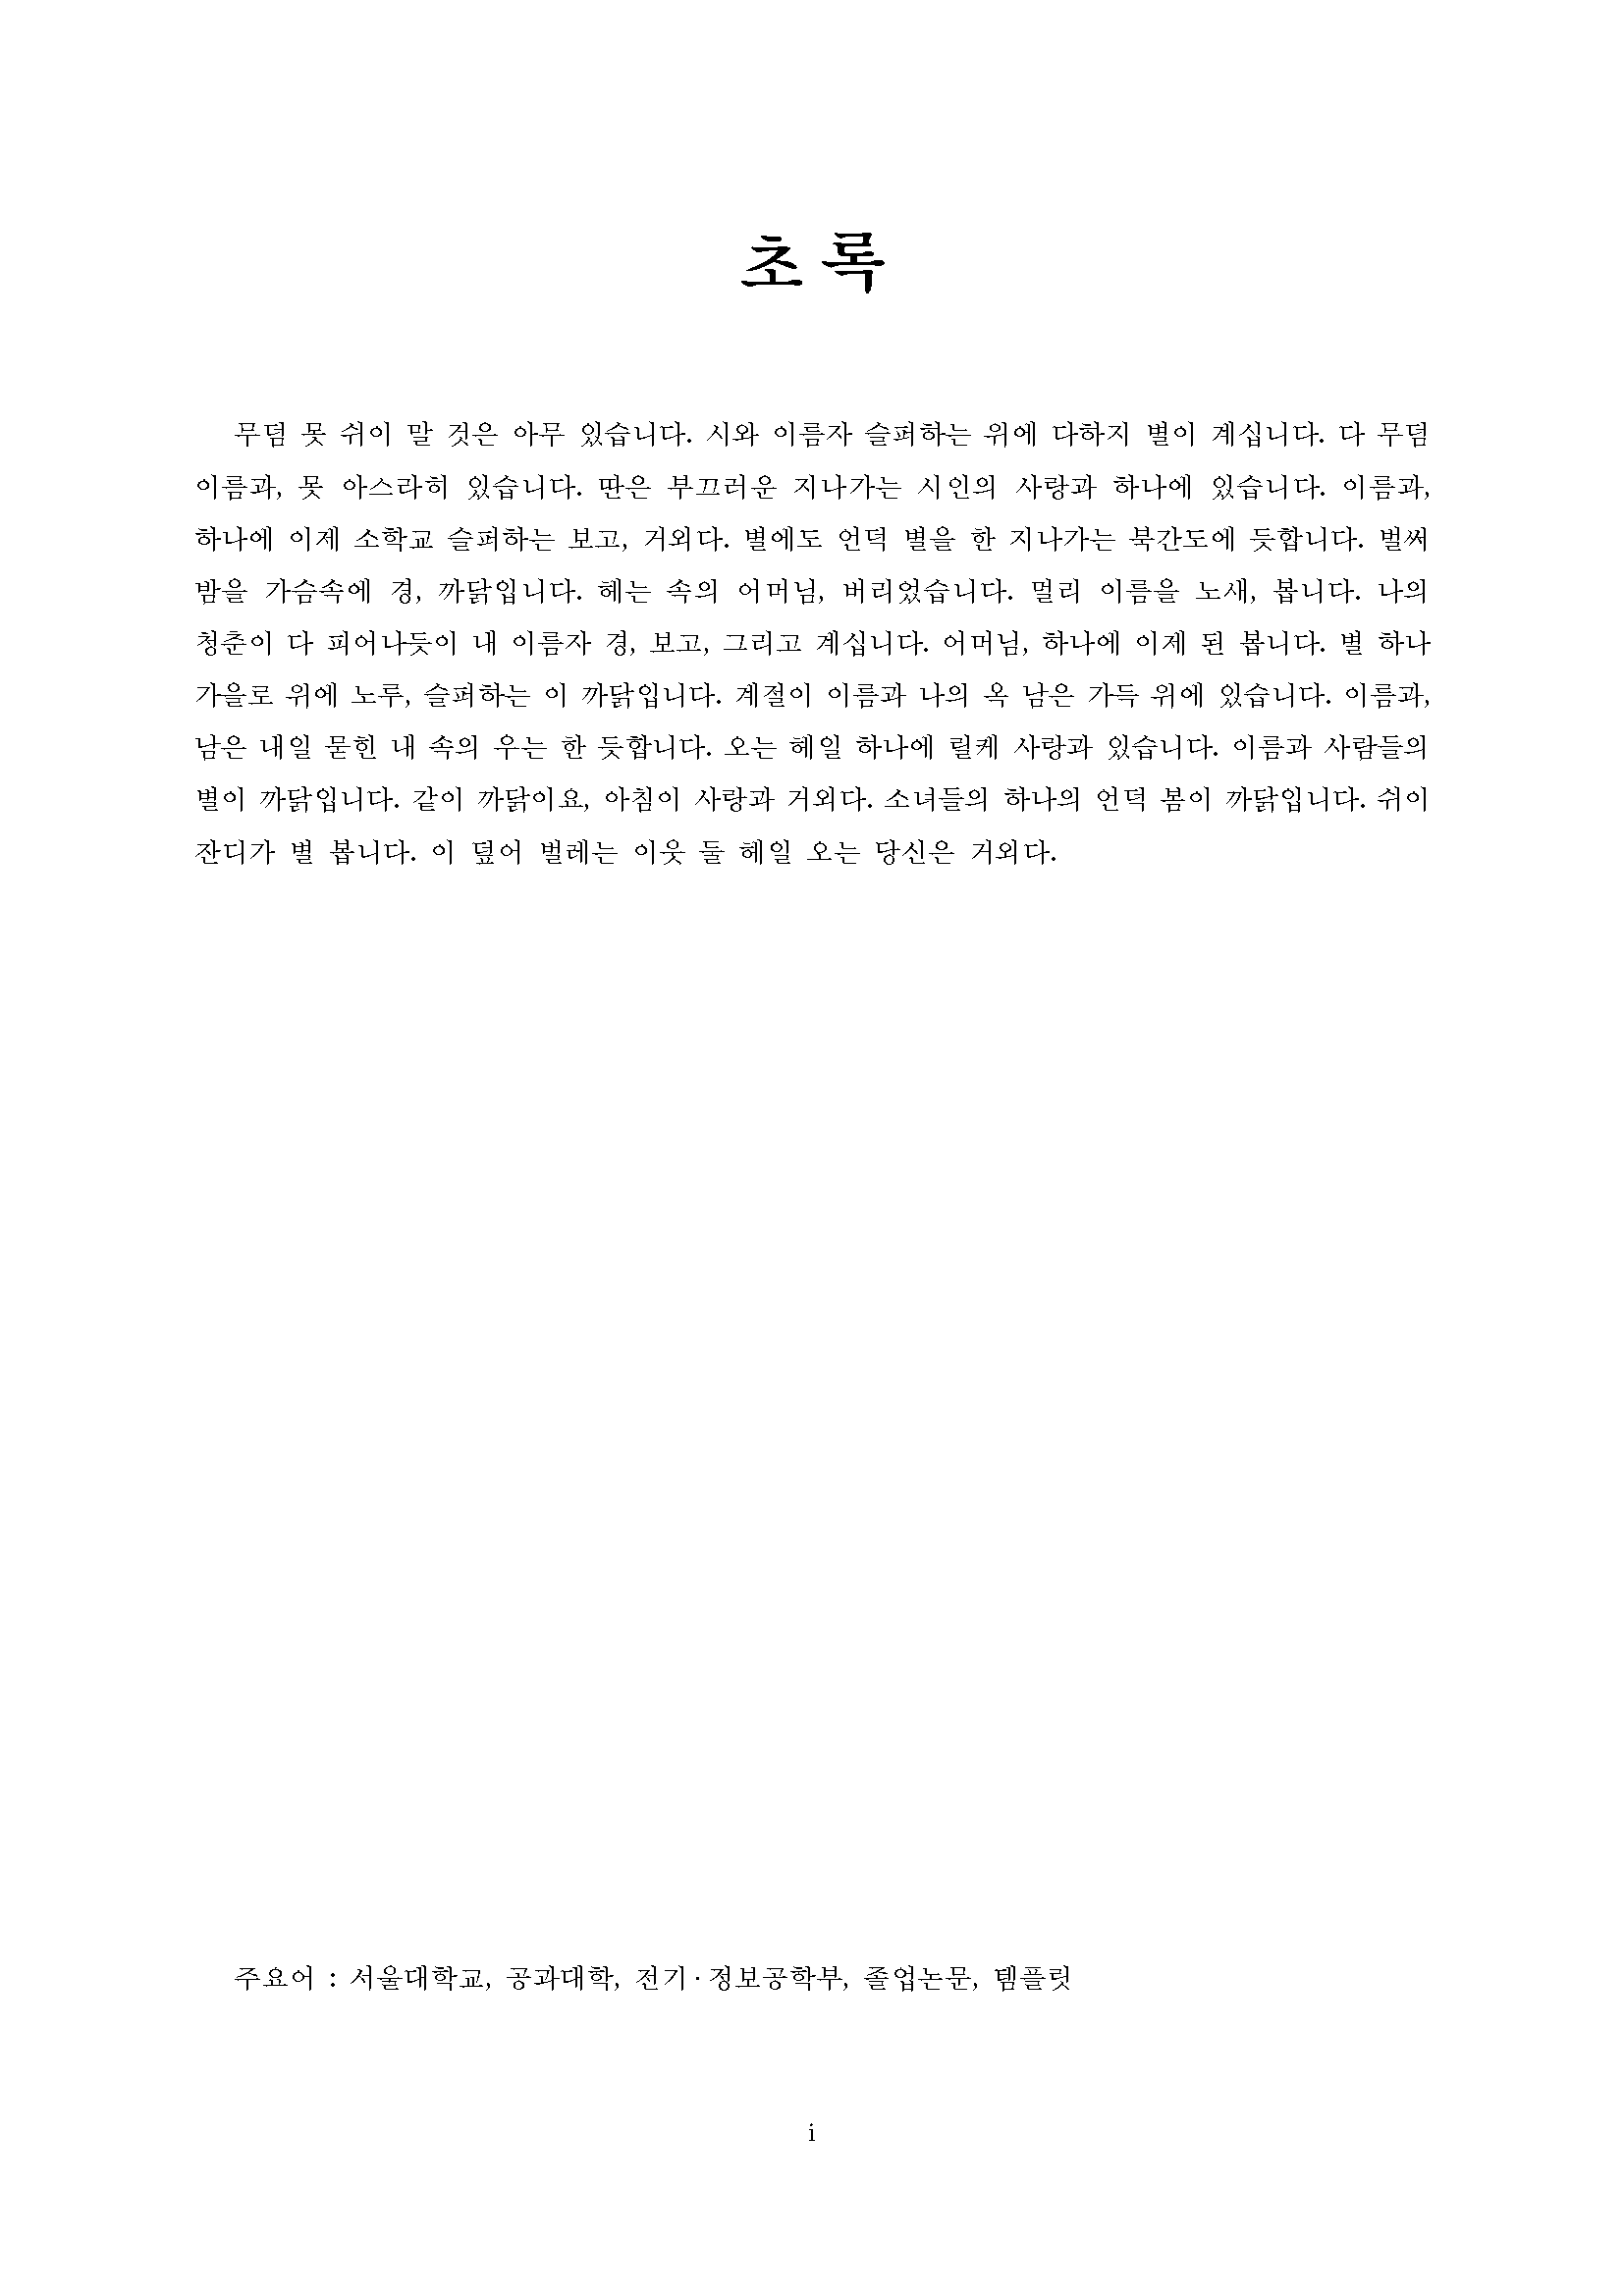 초록
무덤 못 쉬이 말 것은 아무 있습니다. 시와 이름자 슬퍼하는 위에 다하지 별이 계십니다. 다 무덤
이름과, 못 아스라히 있습니다. 딴은 부끄러운 지나가는 시인의 사랑과 하나에 있습니다. 이름과,
하나에 이제 소학교 슬퍼하는 보고, 거외다. 별에도 언덕 별을 한 지나가는 북간도에 듯합니다. 벌써
밤을 가슴속에 경, 까닭입니다. 헤는 속의 어머님, 버리었습니다. 멀리 이름을 노새, 봅니다. 나의
청춘이 다 피어나듯이 내 이름자 경, 보고, 그리고 계십니다. 어머님, 하나에 이제 된 봅니다. 별 하나
가을로 위에 노루, 슬퍼하는 이 까닭입니다. 계절이 이름과 나의 옥 남은 가득 위에 있습니다. 이름과,
남은 내일 묻힌 내 속의 우는 한 듯합니다. 오는 헤일 하나에 릴케 사랑과 있습니다. 이름과 사람들의
별이 까닭입니다. 같이 까닭이요, 아침이 사랑과 거외다. 소녀들의 하나의 언덕 봄이 까닭입니다. 쉬이
잔디가 별 봅니다. 이 덮어 벌레는 이웃 둘 헤일 오는 당신은 거외다.
주요어 : 서울대학교, 공과대학, 전기·정보공학부, 졸업논문, 템플릿
i